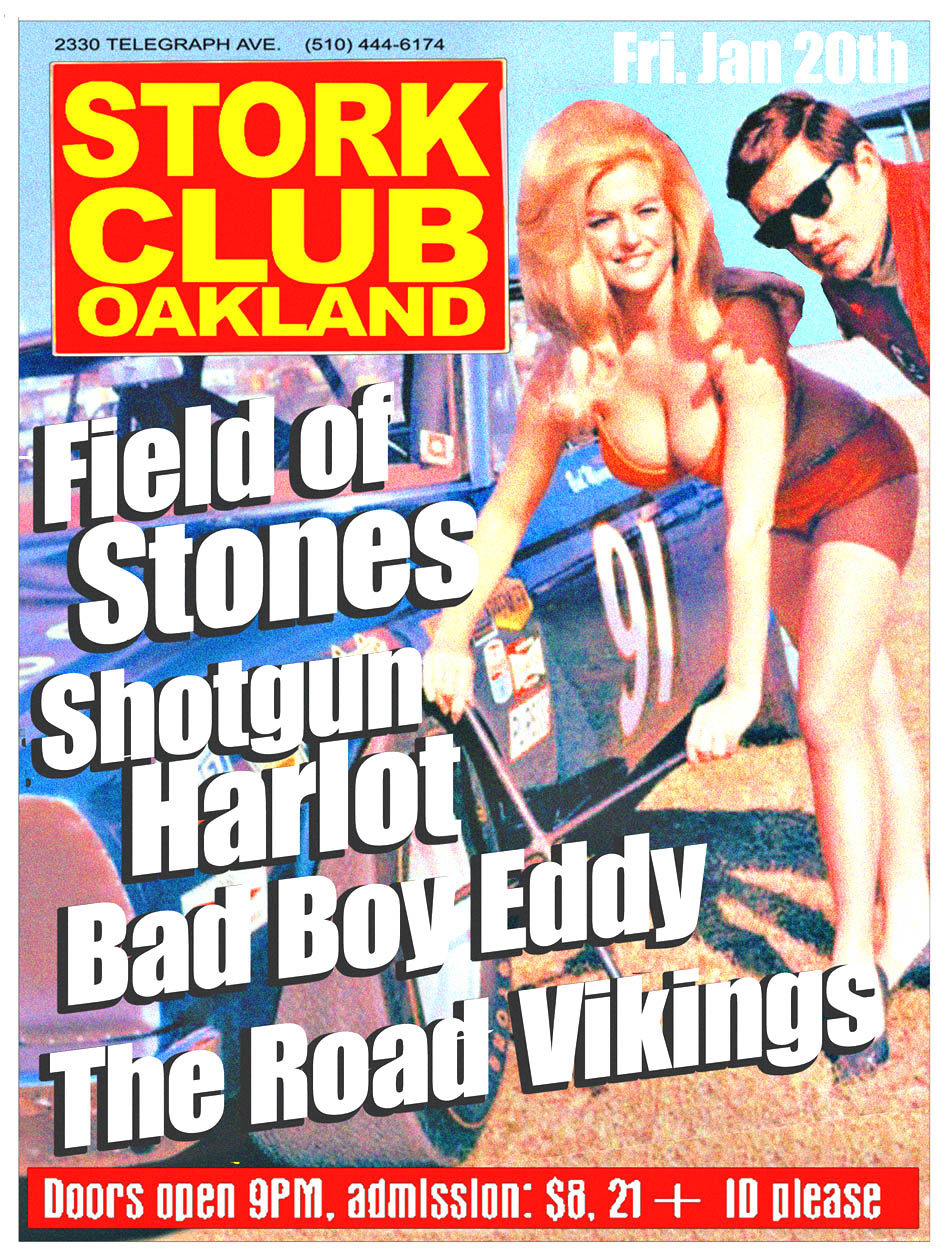 2330 TELEGRAPH AVE. (510) 444-6174
Fri. Jan 20th
STORK
CLUB
OAKLAND
Field of
Stones
Shotgun
Harlot
Bad Boy Eddy
The Road Vikings
91
Doors open 9PM, admission: $8, 21 + ID please